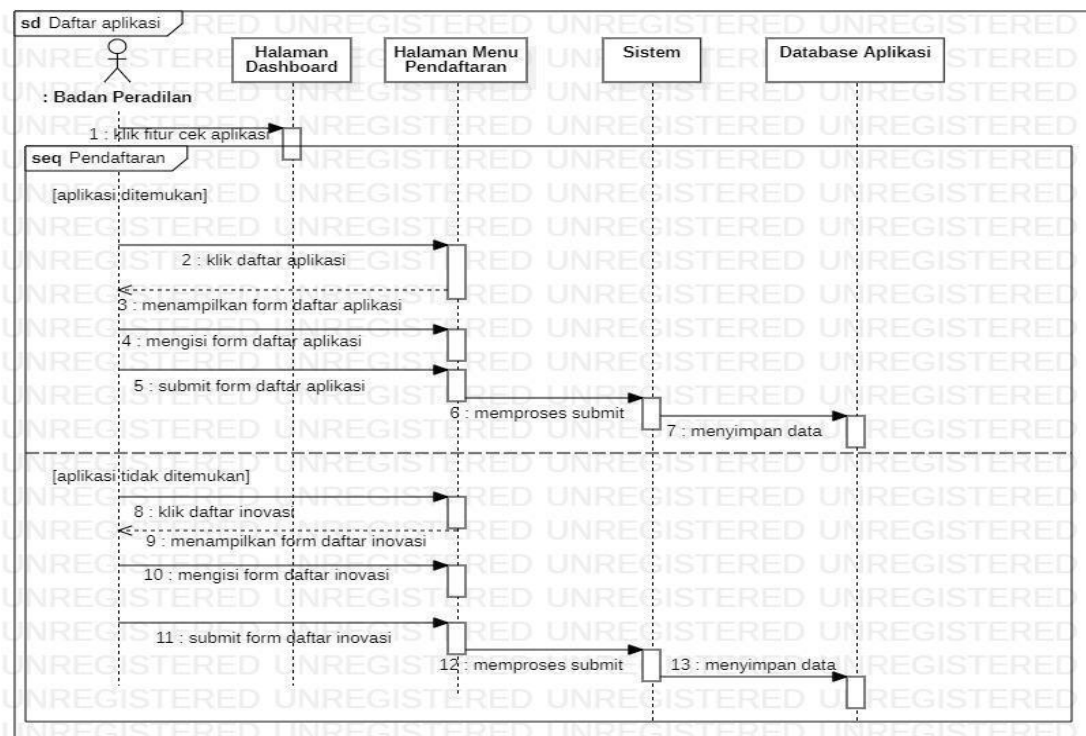 sd Daftar aplikasi
: Badan Peradilan
Halaman
Dashboard
Halaman Menu
Pendaftaran
Sistem
Database Aplikasi
1 : klik fitur cek aplikasi
seq Pendaftaran
[aplikasi ditemukan]
2 : klik daftar aplikasi
3 : menampilkan form daftar aplikasi
4 : mengisi form daftar aplikasi
5 : submit form daftar aplikasi
6 : memproses submit
7 : menyimpan data
[aplikasi tidak ditemukan]
8 : klik daftar inovasi
9 : menampilkan form daftar inovasi
10 : mengisi form daftar inovasi
11 : submit form daftar inovasi
12 : memproses submit
13 : menyimpan data
UNREGISTERED